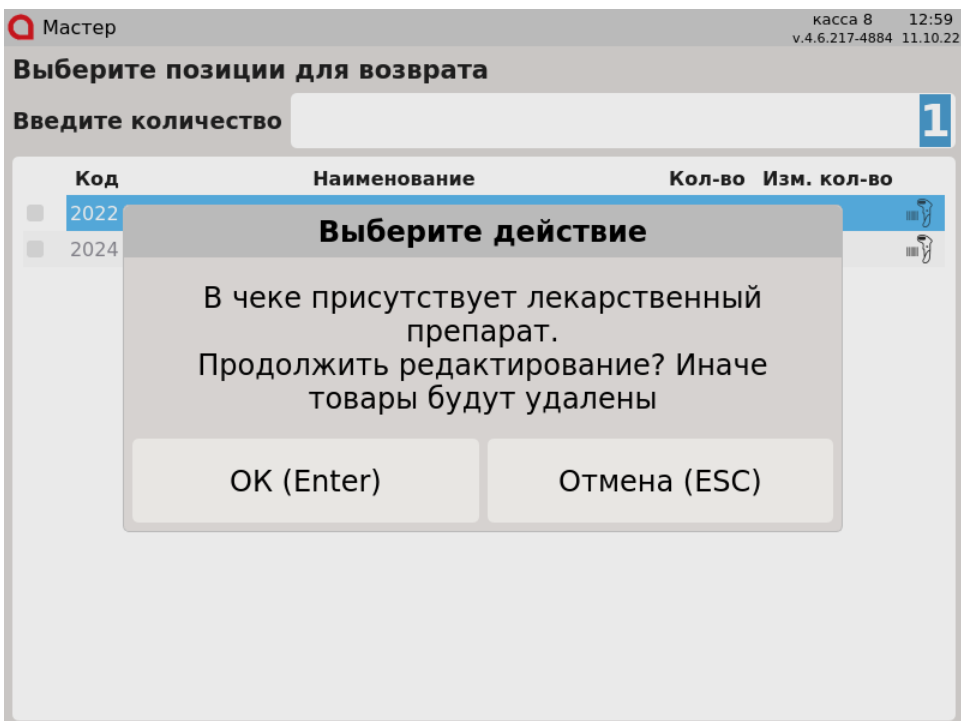 Мастер
касса 8 12:59
v.4.6.217-4884 11.10.22
Выберите позиции для возврата
Введите количество 1
Код Наименование Кол-во Изм. кол-во
2022
2024
Выберите действие
В чеке присутствует лекарственный
препарат.
Продолжить редактирование? Иначе
товары будут удалены
ОК (Enter) Отмена (ESC)